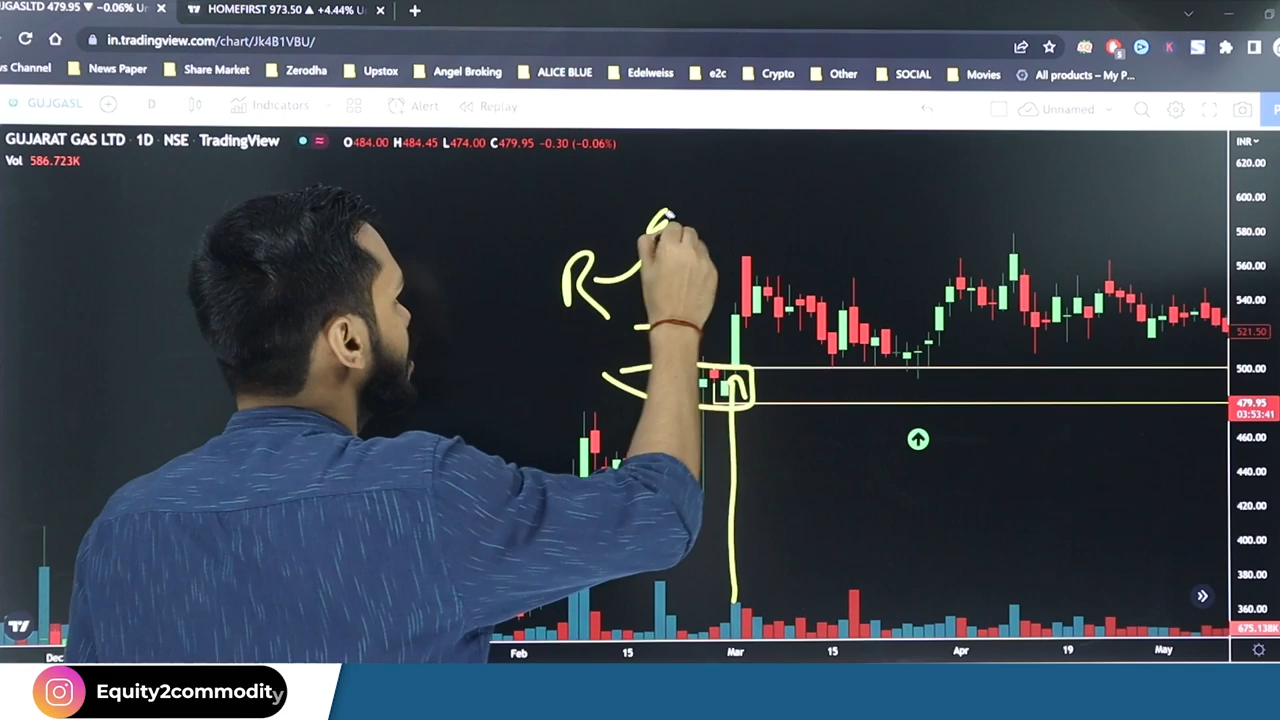 JGASLTD 479.95 ▼ −0.06% Ur
HOMEFIRST 973.50 ▲ +4.44% U
in.tradingview.com/chart/Jk4B1VBU/
ws Channel News Paper Share Market Zerodha Upstox Angel Broking ALICE BLUE Edelweiss e2c Crypto Other SOCIAL Movies All products – My P...
GUJGASL D Indicators Alert Replay Unnamed P
GUJARAT GAS LTD · 1D · NSE · TradingView O484.00 H484.45 L474.00 C479.95 −0.30 (−0.06%) INR
Vol 586.723K
620.00
600.00
580.00
560.00
540.00
521.50
500.00
479.95
03:53:41
460.00
440.00
420.00
400.00
380.00
360.00
675.138K
R
Dec Feb 15 Mar 15 Apr 19 May
Equity2commodity